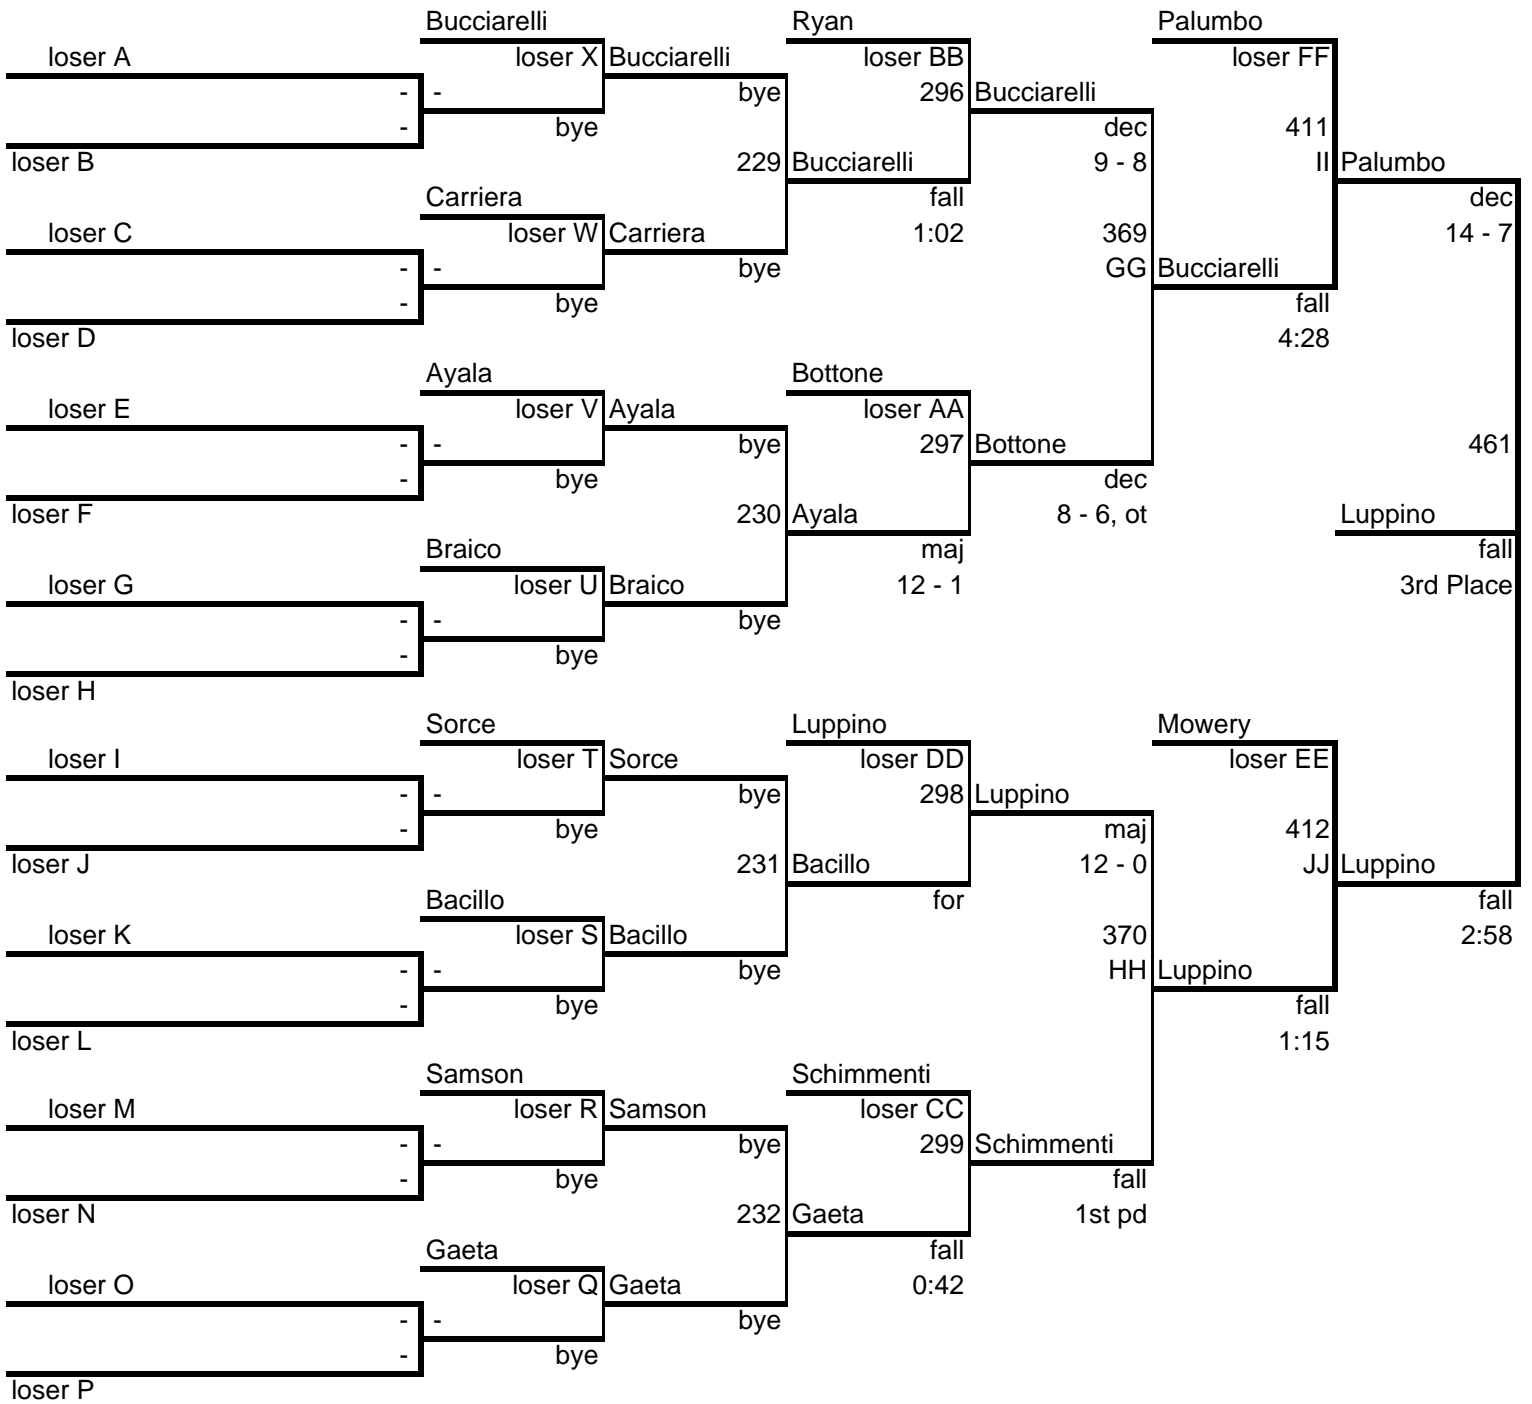 Bucciarelli Ryan Palumbo
loser A loser X Bucciarelli loser BB loser FF
- - bye 296 Bucciarelli
- bye dec 411
loser B 229 Bucciarelli 9 - 8 II Palumbo
Carriera fall dec
loser C loser W Carriera 1:02 369 14 - 7
- - bye GG Bucciarelli
- bye fall
loser D 4:28
Ayala Bottone
loser E loser V Ayala loser AA
- - bye 297 Bottone 461
- bye dec
loser F 230 Ayala 8 - 6, ot Luppino
Braico maj fall
loser G loser U Braico 12 - 1 3rd Place
- - bye
- bye
loser H
Sorce Luppino Mowery
loser I loser T Sorce loser DD loser EE
- - bye 298 Luppino
- bye maj 412
loser J 231 Bacillo 12 - 0 JJ Luppino
Bacillo for fall
loser K loser S Bacillo 370 2:58
- - bye HH Luppino
- bye fall
loser L 1:15
Samson Schimmenti
loser M loser R Samson loser CC
- - bye 299 Schimmenti
- bye fall
loser N 232 Gaeta 1st pd
Gaeta fall
loser O loser Q Gaeta 0:42
- - bye
- bye
loser P